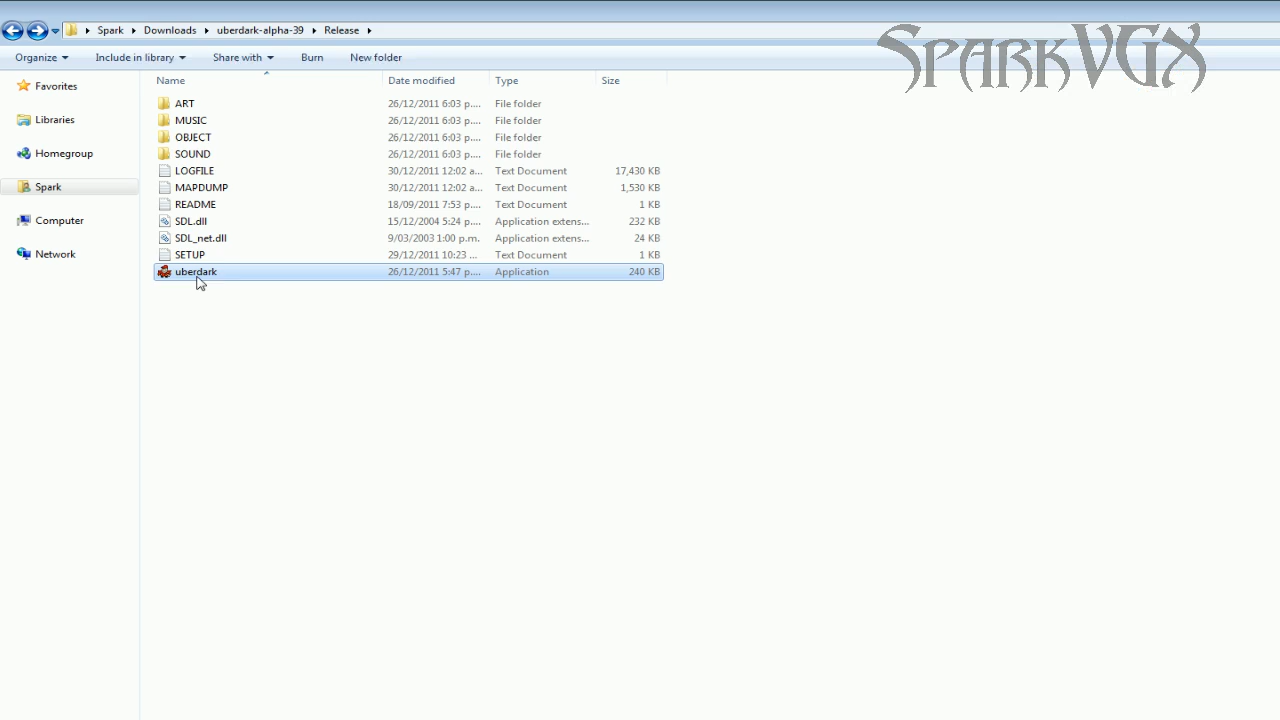 Spark Downloads uberdark-alpha-39 Release
SPARKVGX
Organize Include in library Share with Burn New folder
Name Date modified Type Size
Favorites
Libraries
Homegroup
Spark
Computer
Network
ART 26/12/2011 6:03 p.... File folder
MUSIC 26/12/2011 6:03 p.... File folder
OBJECT 26/12/2011 6:03 p.... File folder
SOUND 26/12/2011 6:03 p.... File folder
LOGFILE 30/12/2011 12:02 a... Text Document 17,430 KB
MAPDUMP 30/12/2011 12:02 a... Text Document 1,530 KB
README 18/09/2011 7:53 p.... Text Document 1 KB
SDL.dll 15/12/2004 5:24 p.... Application extens... 232 KB
SDL_net.dll 9/03/2003 1:00 p.m. Application extens... 24 KB
SETUP 29/12/2011 10:23 ... Text Document 1 KB
uberdark 26/12/2011 5:47 p.... Application 240 KB